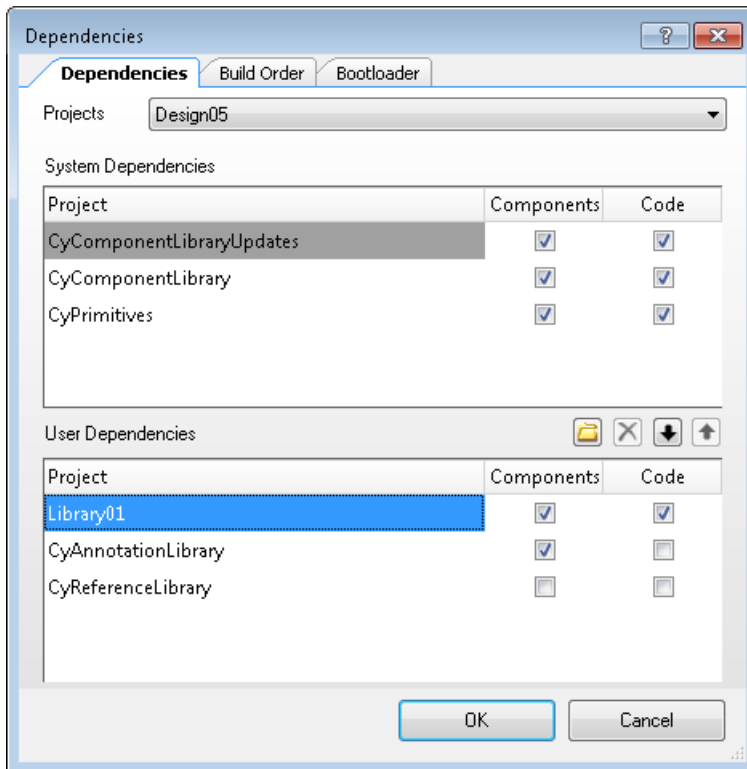 Dependencies
Dependencies Build Order Bootloader
Projects Design05
System Dependencies
Project Components Code
CyComponentLibraryUpdates
CyComponentLibrary
CyPrimitives
User Dependencies
Project Components Code
Library01
CyAnnotationLibrary
CyReferenceLibrary
OK Cancel